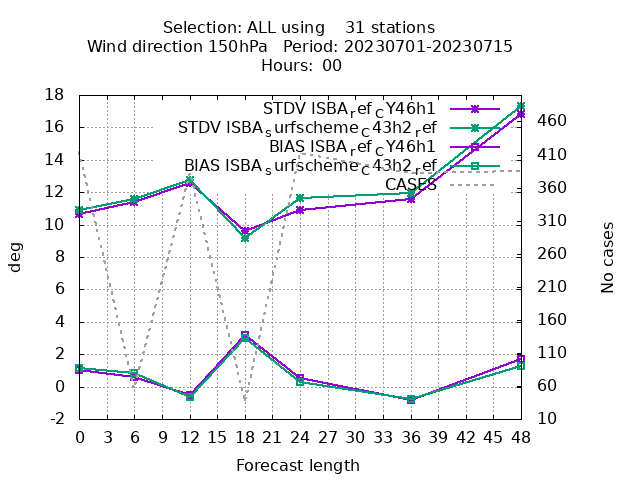 Selection: ALL using 31 stations
Wind direction 150hPa Period: 20230701-20230715
Hours: 00
STDV ISBA_ref_CY46h1
STDV ISBA_surfscheme_C43h2_ref
BIAS ISBA_ref_CY46h1
BIAS ISBA_surfscheme_C43h2_ref
CASES
18
16
14
12
10
8
6
4
2
0
-2
deg
460
410
360
310
260
210
160
110
60
10
No cases
0 3 6 9 12 15 18 21 24 27 30 33 36 39 42 45 48
Forecast length